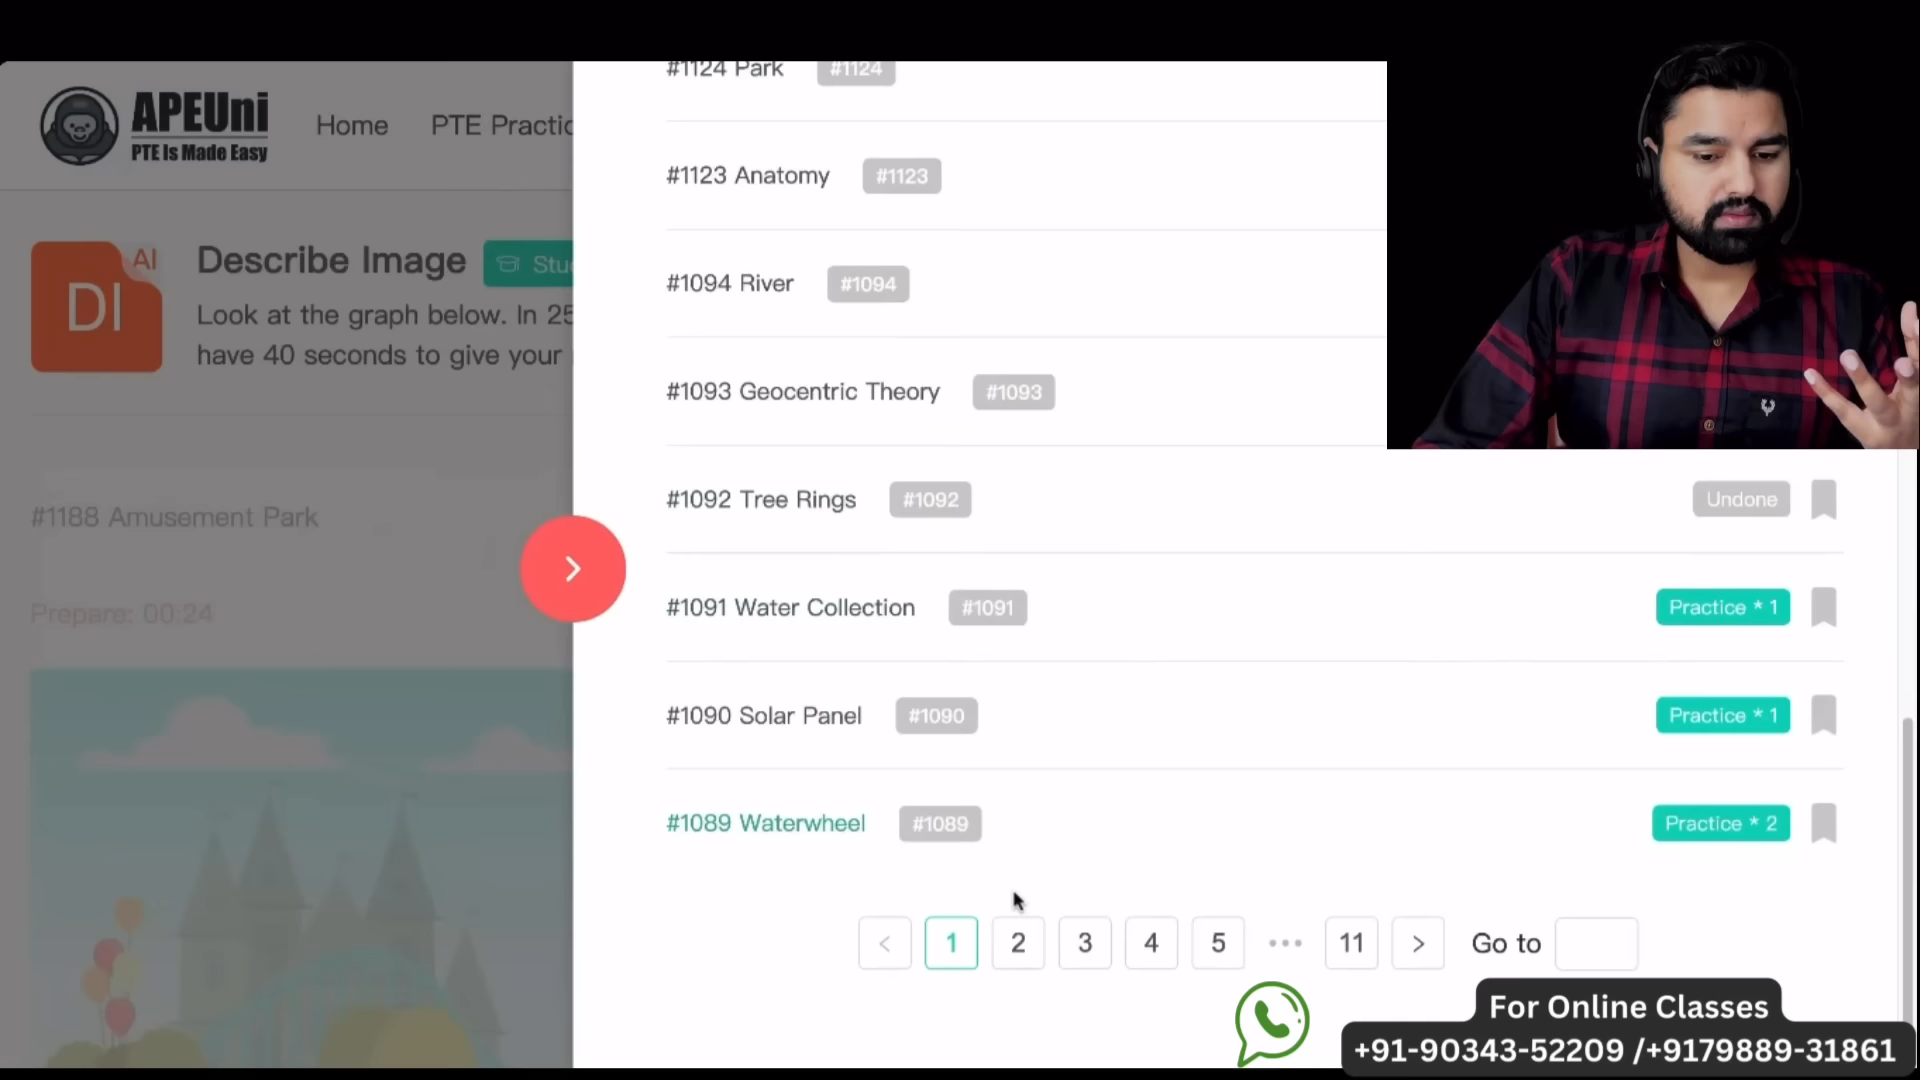 APEUni
PTE Is Made Easy
Home
PTE Practic
AI
DI
Describe Image
Stu
Look at the graph below. In 25
have 40 seconds to give your
#1188 Amusement Park
Prepare: 00:24
#1124 Park #1124
#1123 Anatomy #1123
#1094 River #1094
#1093 Geocentric Theory #1093
#1092 Tree Rings #1092 Undone
#1091 Water Collection #1091 Practice * 1
#1090 Solar Panel #1090 Practice * 1
#1089 Waterwheel #1089 Practice * 2
< 1 2 3 4 5 ••• 11 > Go to
For Online Classes
+91-90343-52209 /+9179889-31861